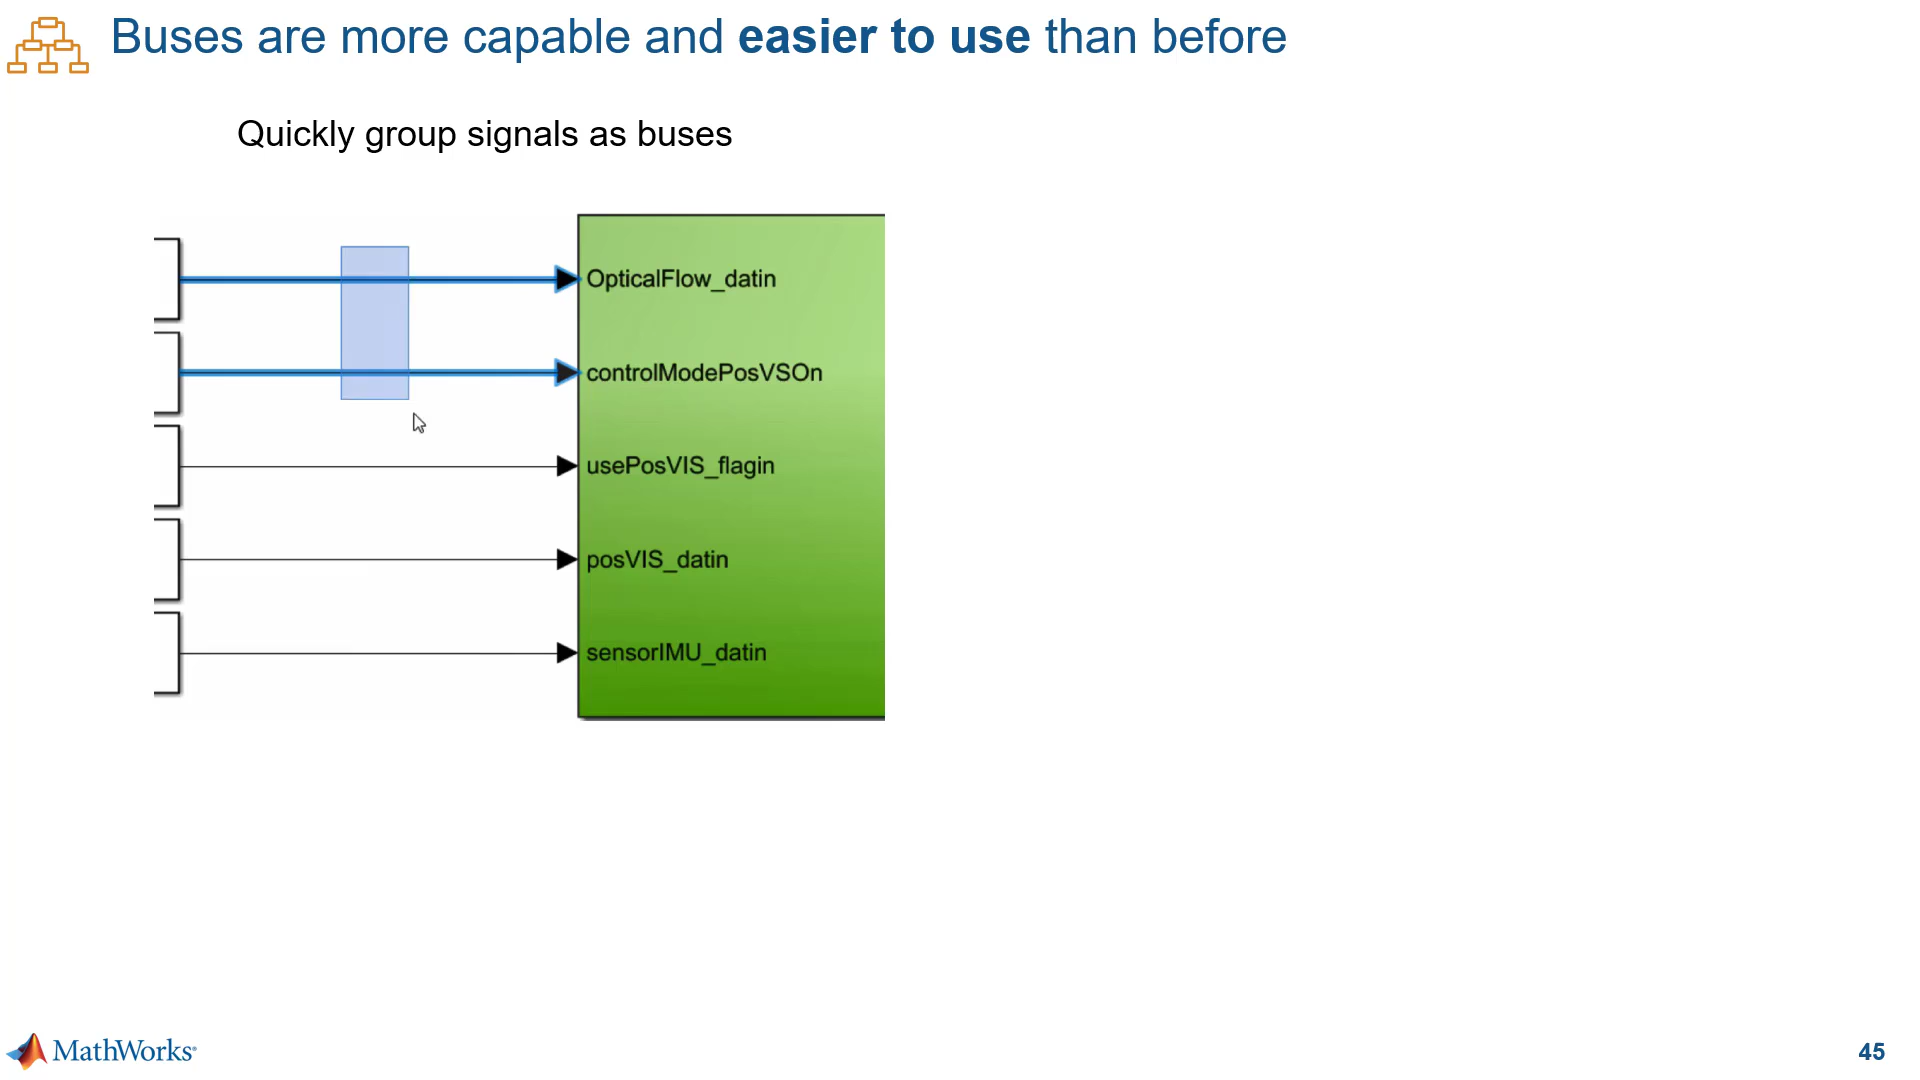 Buses are more capable and easier to use than before
Quickly group signals as buses
OpticalFlow_datin
controlModePosVSOn
usePosVIS_flagin
posVIS_datin
sensorIMU_datin
MathWorks®
45